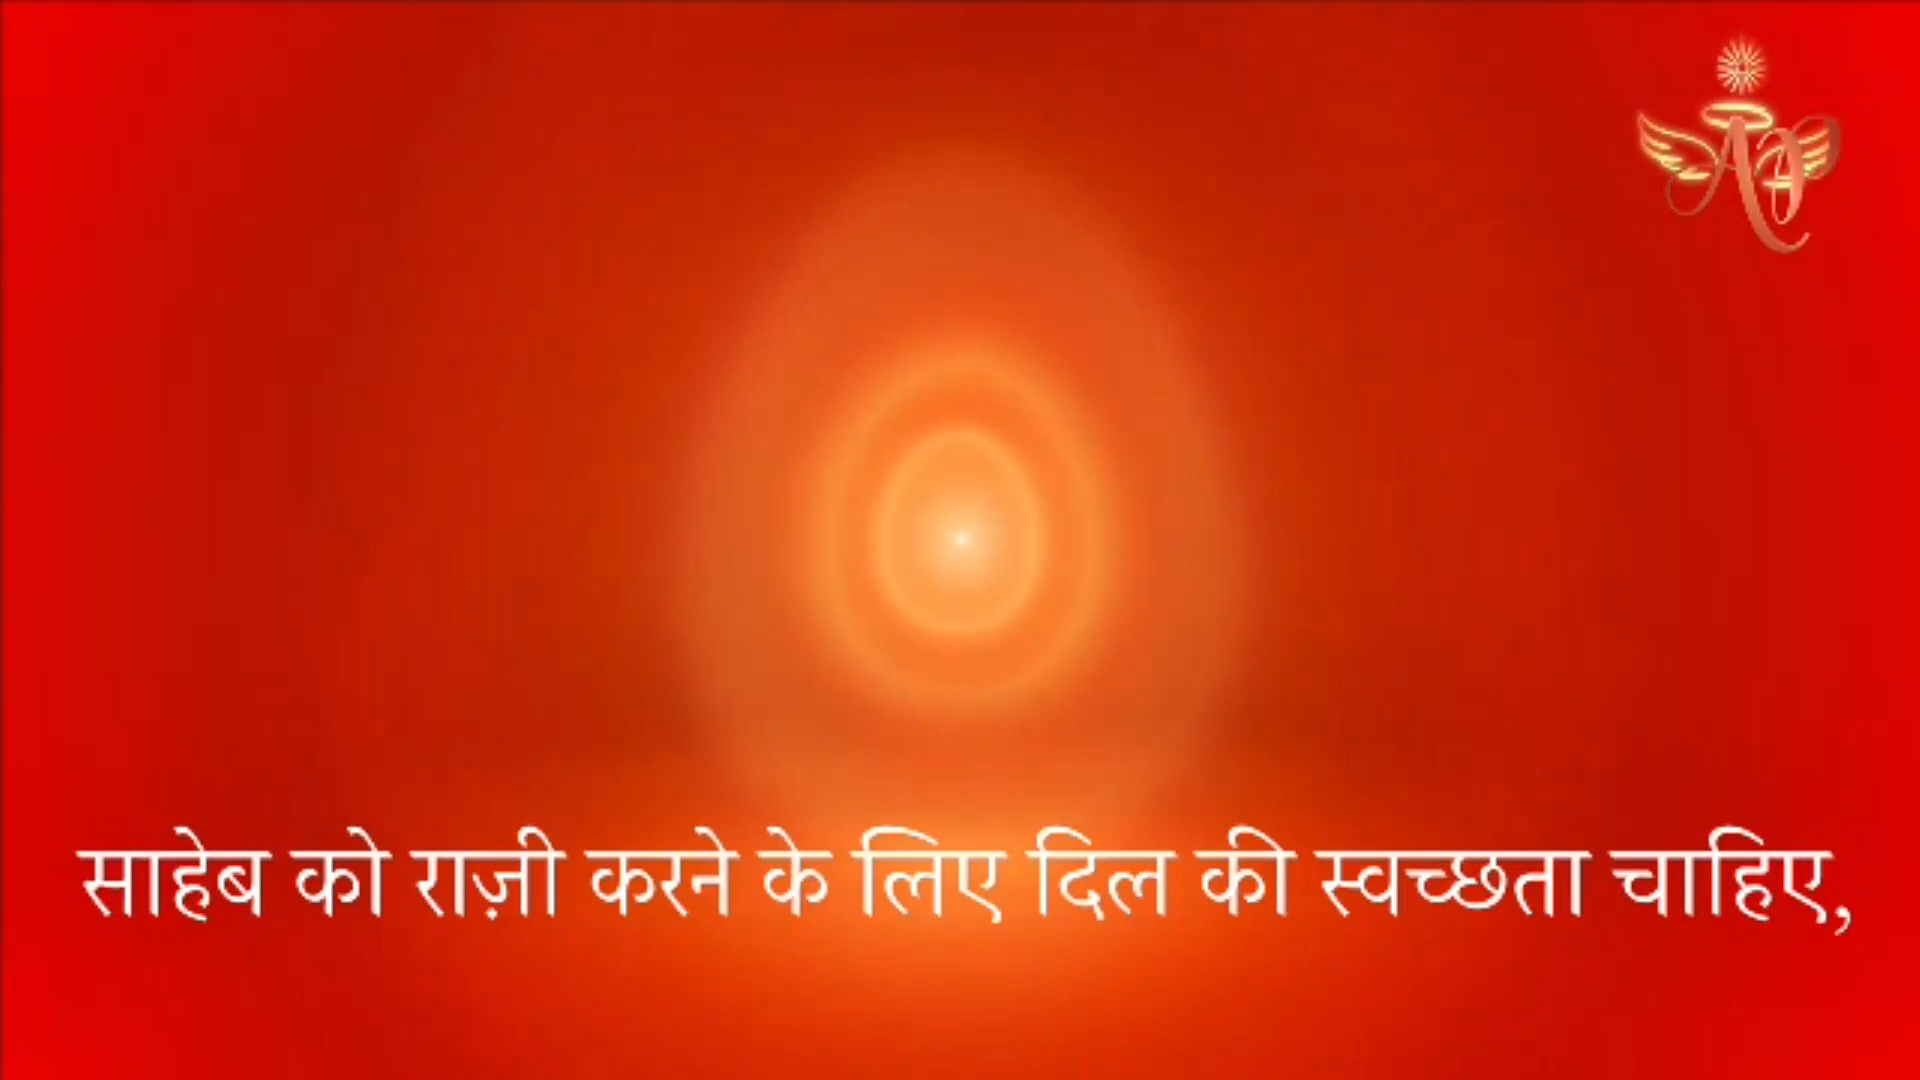 साहेब को राज़ी करने के लिए दिल की स्वच्छता चाहिए,